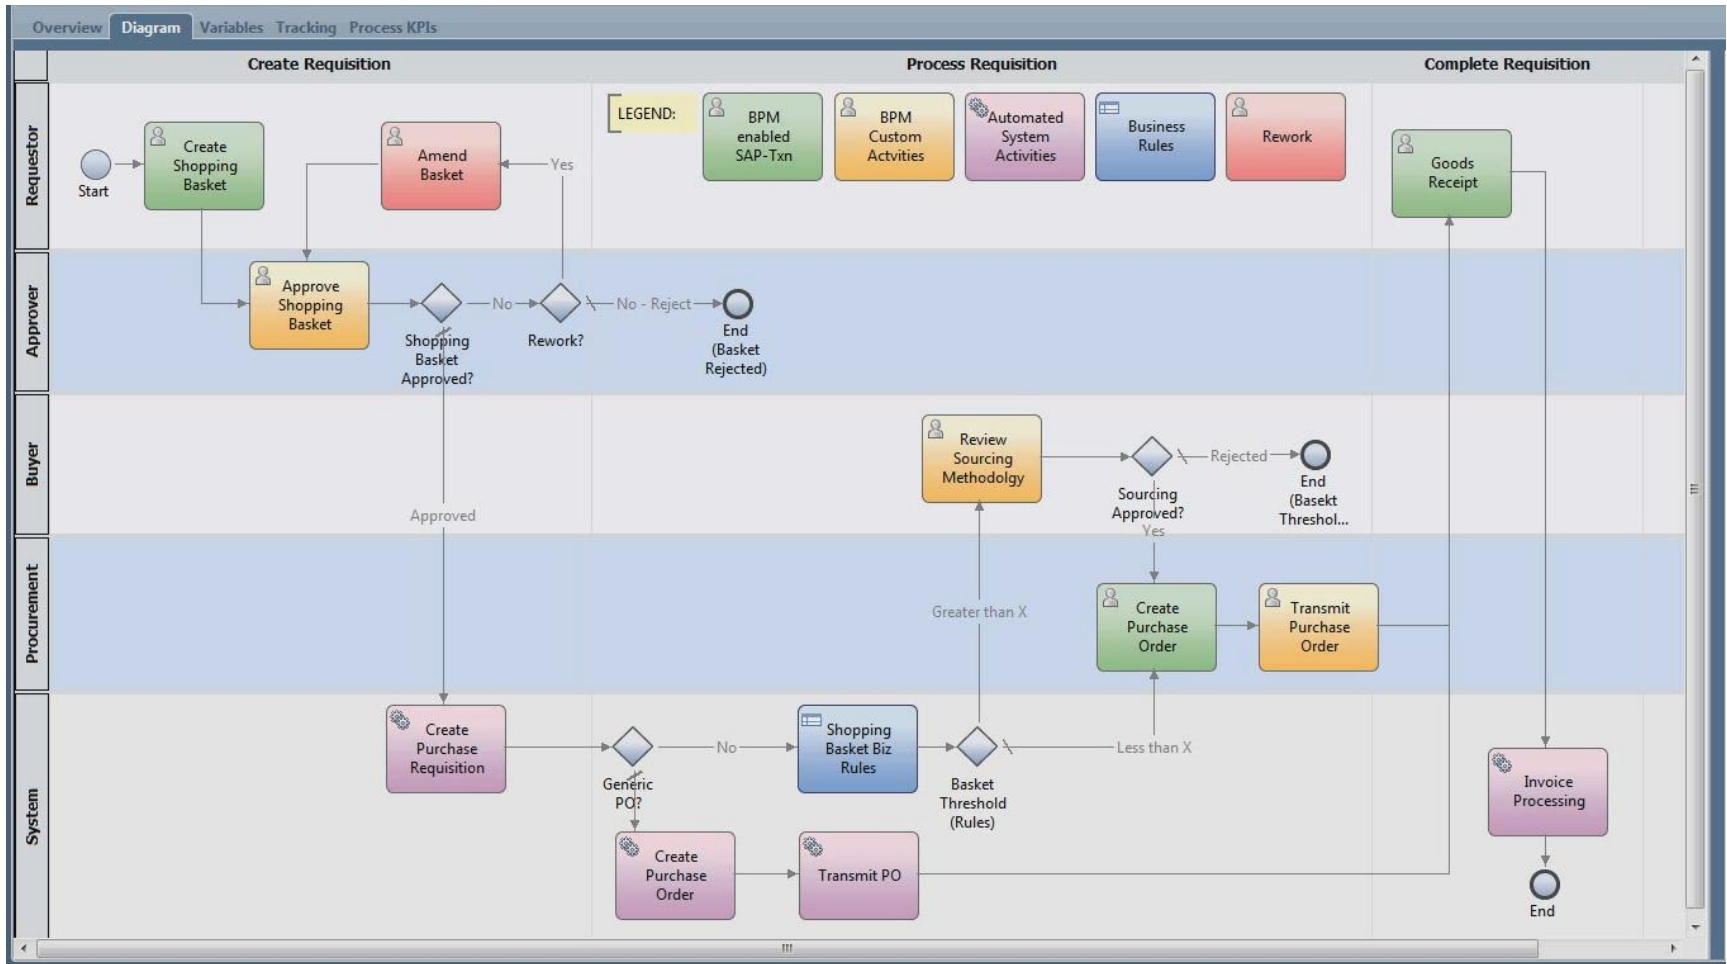 Overview Diagram Variables Tracking Process KPIs
Create Requisition
Process Requisition
Complete Requisition
Requestor
Start
Create
Shopping
Basket
Amend
Basket
Yes
LEGEND:
BPM
enabled
SAP-Txn
BPM
Custom
Actvities
Automated
System
Activities
Business
Rules
Rework
Goods
Receipt
Approver
Approve
Shopping
Basket
Shopping
Basket
Approved?
No
Rework?
No - Reject
End
(Basket
Rejected)
Buyer
Approved
Review
Sourcing
Methodolgy
Sourcing
Approved?
Yes
Rejected
End
(Basekt
Threshol...
Procurement
Greater than X
Create
Purchase
Order
Transmit
Purchase
Order
System
Create
Purchase
Requisition
Generic
PO?
No
Shopping
Basket Biz
Rules
Basket
Threshold
(Rules)
Less than X
Create
Purchase
Order
Transmit PO
Invoice
Processing
End